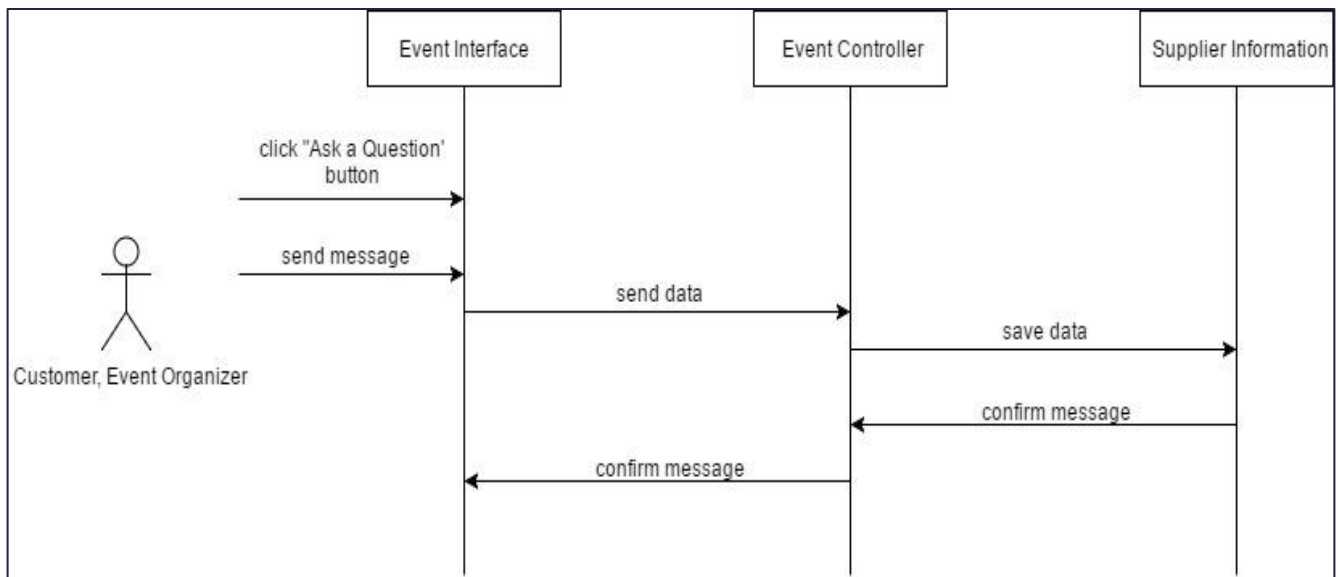 Event Interface
Event Controller
Supplier Information
click "Ask a Question'
button
send message
send data
save data
Customer, Event Organizer
confirm message
confirm message